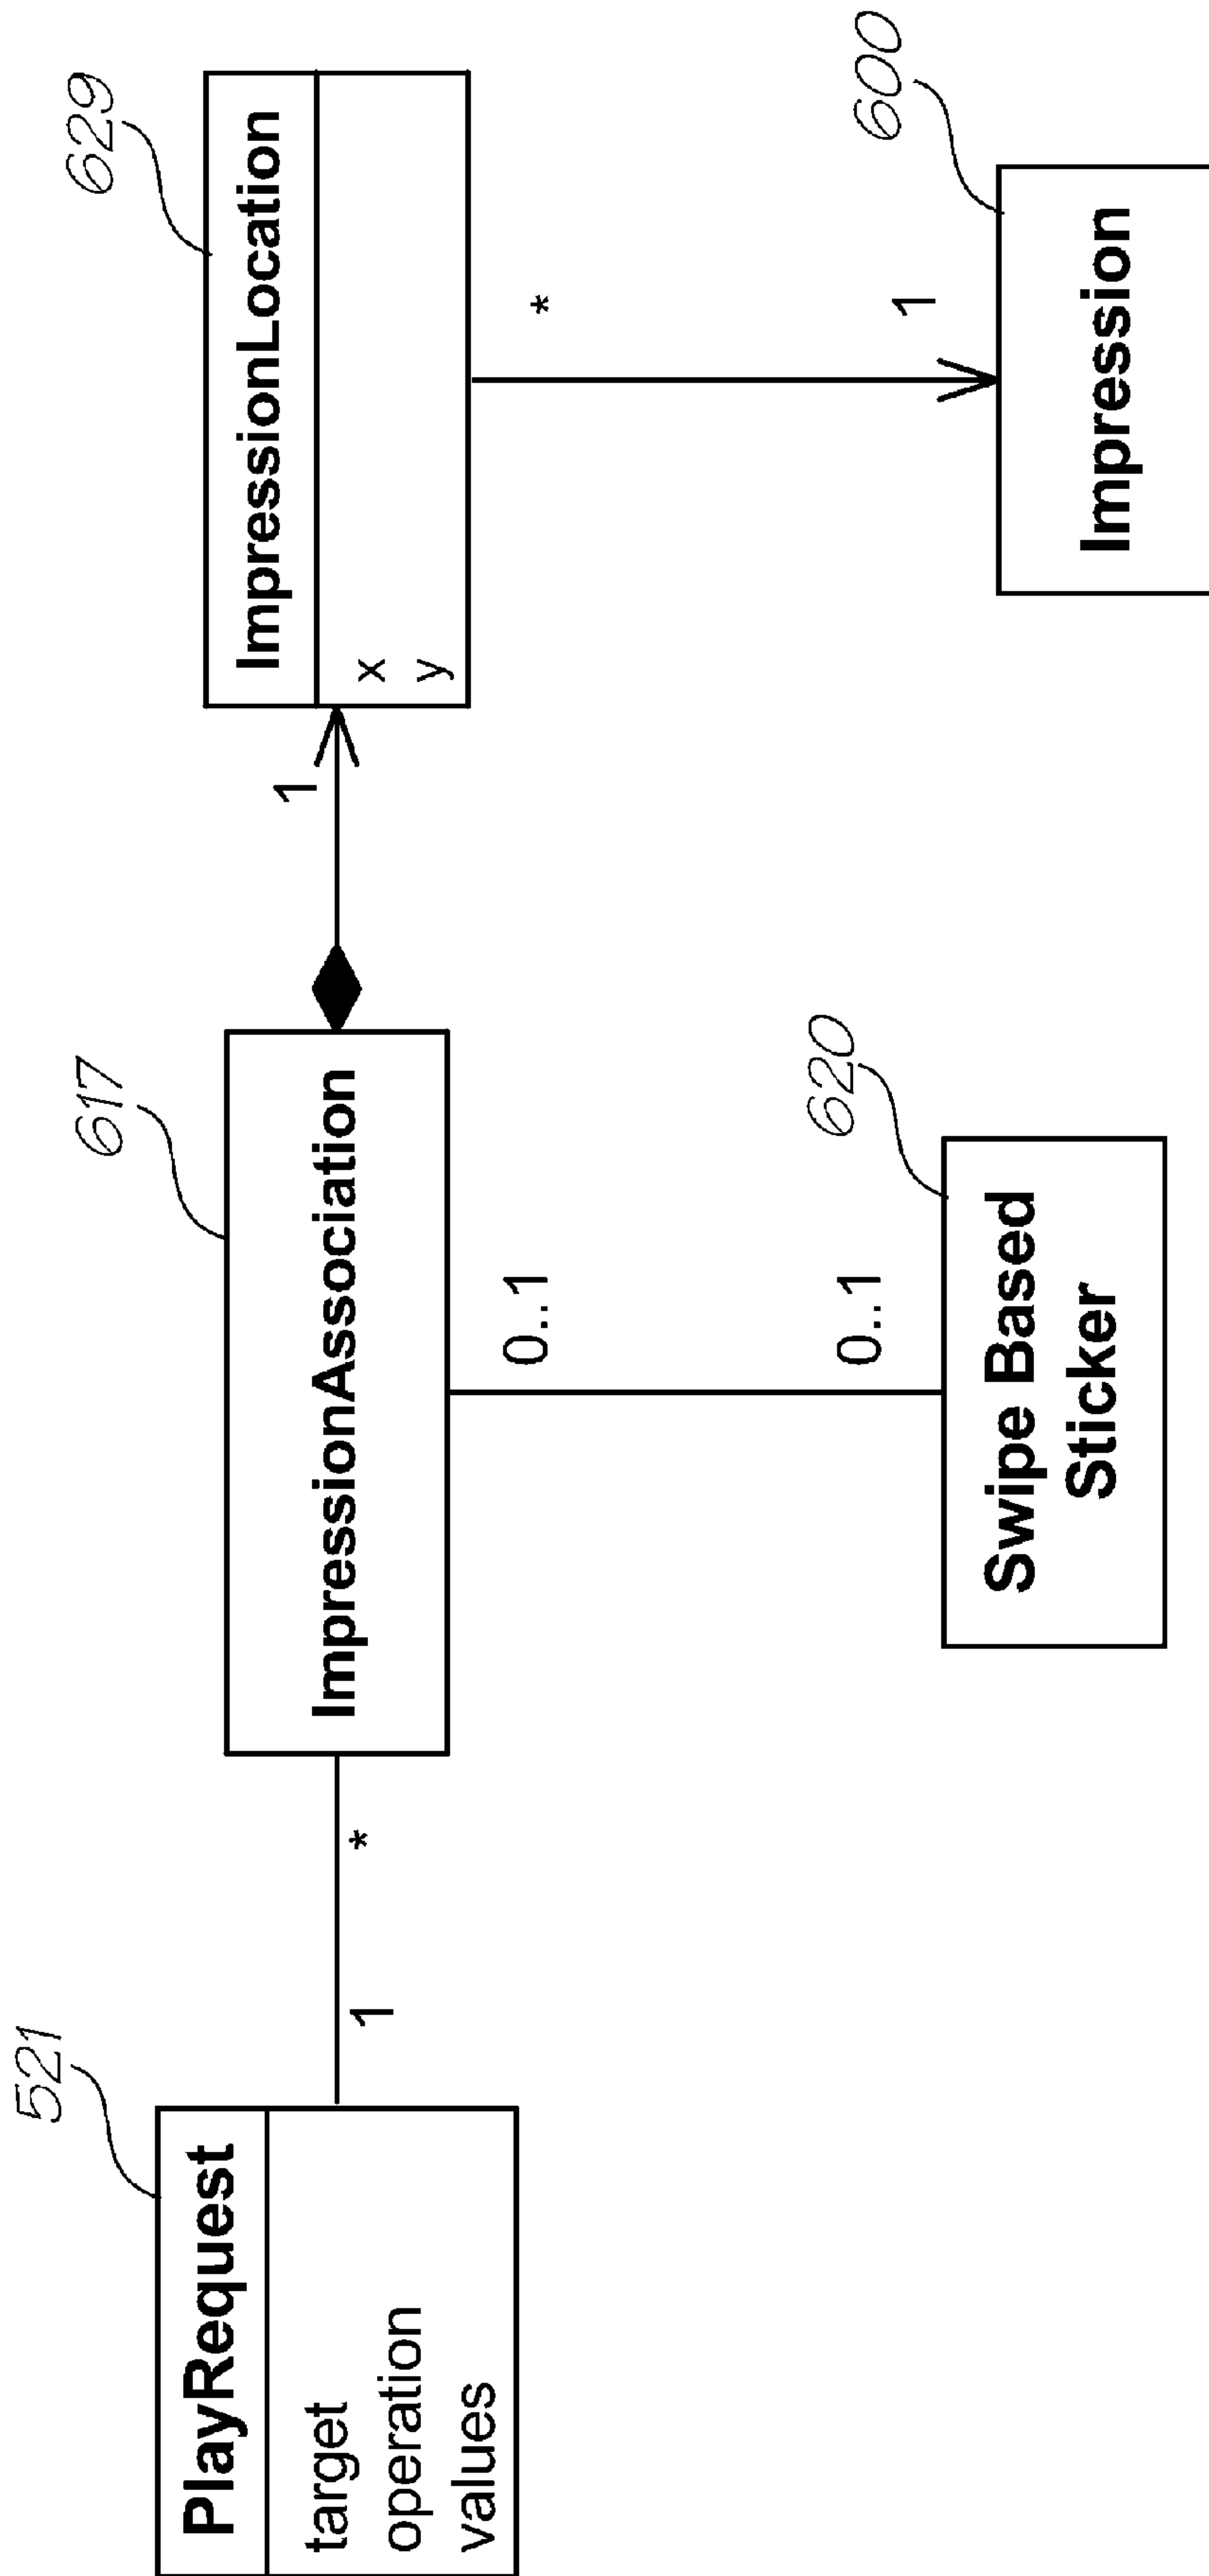 521
PlayRequest
target
operation
values
1
*
617
ImpressionAssociation
0..1
0..1
620
Swipe Based
Sticker
1
629
ImpressionLocation
x
y
*
1
600
Impression